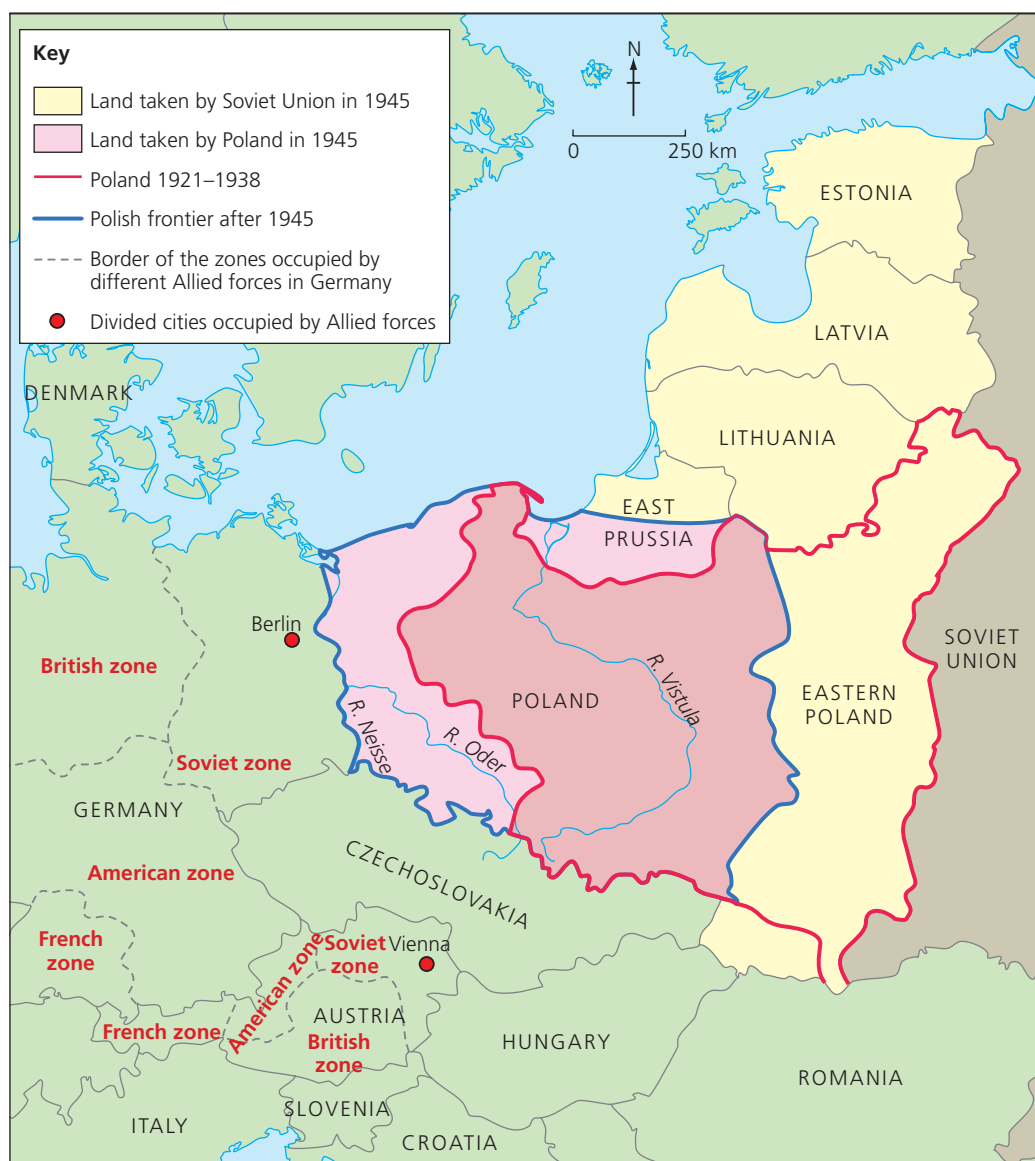 Key
Land taken by Soviet Union in 1945
Land taken by Poland in 1945
Poland 1921–1938
Polish frontier after 1945
Border of the zones occupied by
different Allied forces in Germany
Divided cities occupied by Allied forces
N
0
250 km
ESTONIA
LATVIA
DENMARK
LITHUANIA
EAST
PRUSSIA
Berlin
SOVIET
UNION
British zone
POLAND
R. Vistula
EASTERN
POLAND
R. Neisse
R. Oder
Soviet zone
GERMANY
CZECHOSLOVAKIA
American zone
French
zone
Soviet
zone
Vienna
American zone
French zone
AUSTRIA
British
zone
HUNGARY
ROMANIA
SLOVENIA
ITALY
CROATIA